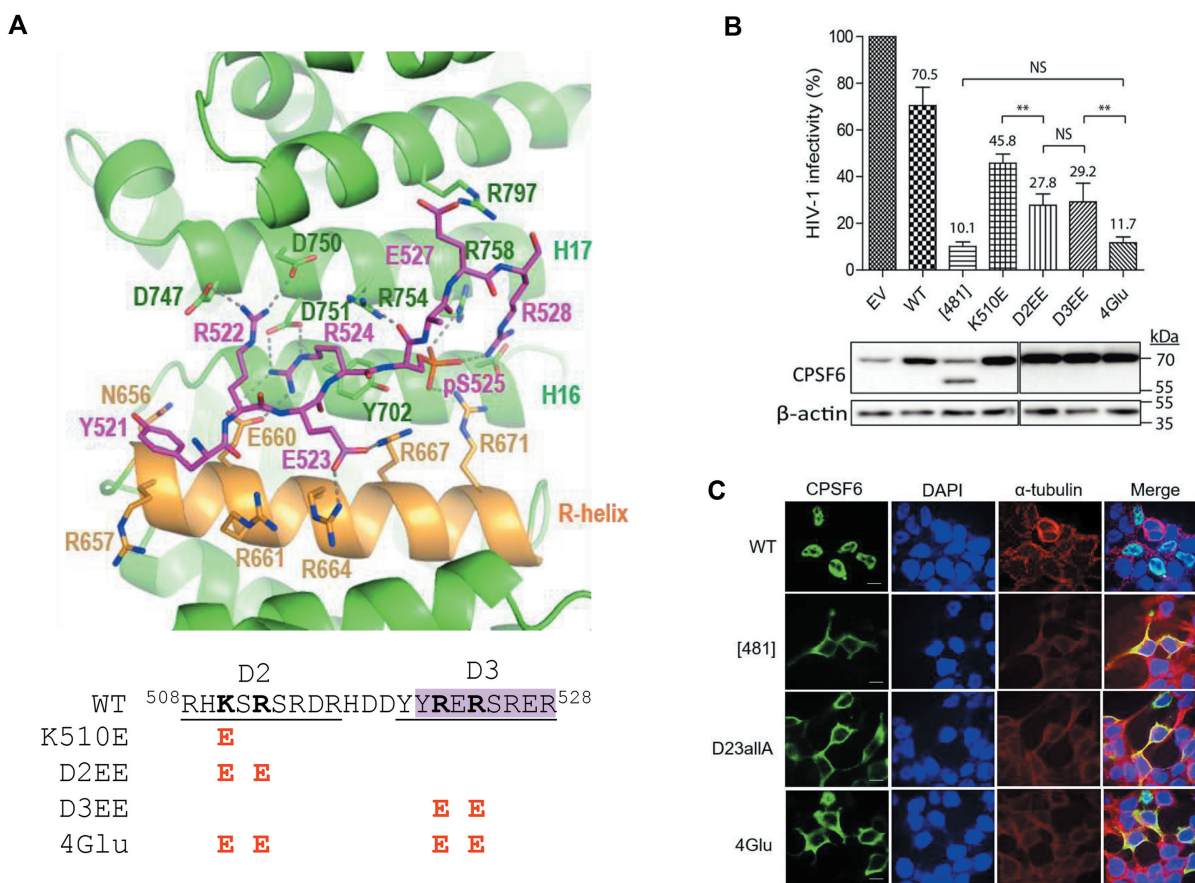 A
R797
D750
E527
R758
H17
D747
D751
R754
R522
R524
R528
pS525
N656
H16
Y702
Y521
E660
E523
R667
R671
R-helix
R657
R661
R664
D2 D3
WT 508RHKSRSRDRHDDYYRERSRER528
K510E E
D2EE E E
D3EE E E
4Glu E E E E
B
HIV-1 infectivity (%)
100
80
60
40
20
0
70.5
10.1
45.8
27.8
29.2
11.7
NS
**
NS
**
EV WT [481] K510E D2EE D3EE 4Glu
kDa
CPSF6
70
55
β-actin
55
35
C
CPSF6 DAPI α-tubulin Merge
WT
[481]
D23allA
4Glu